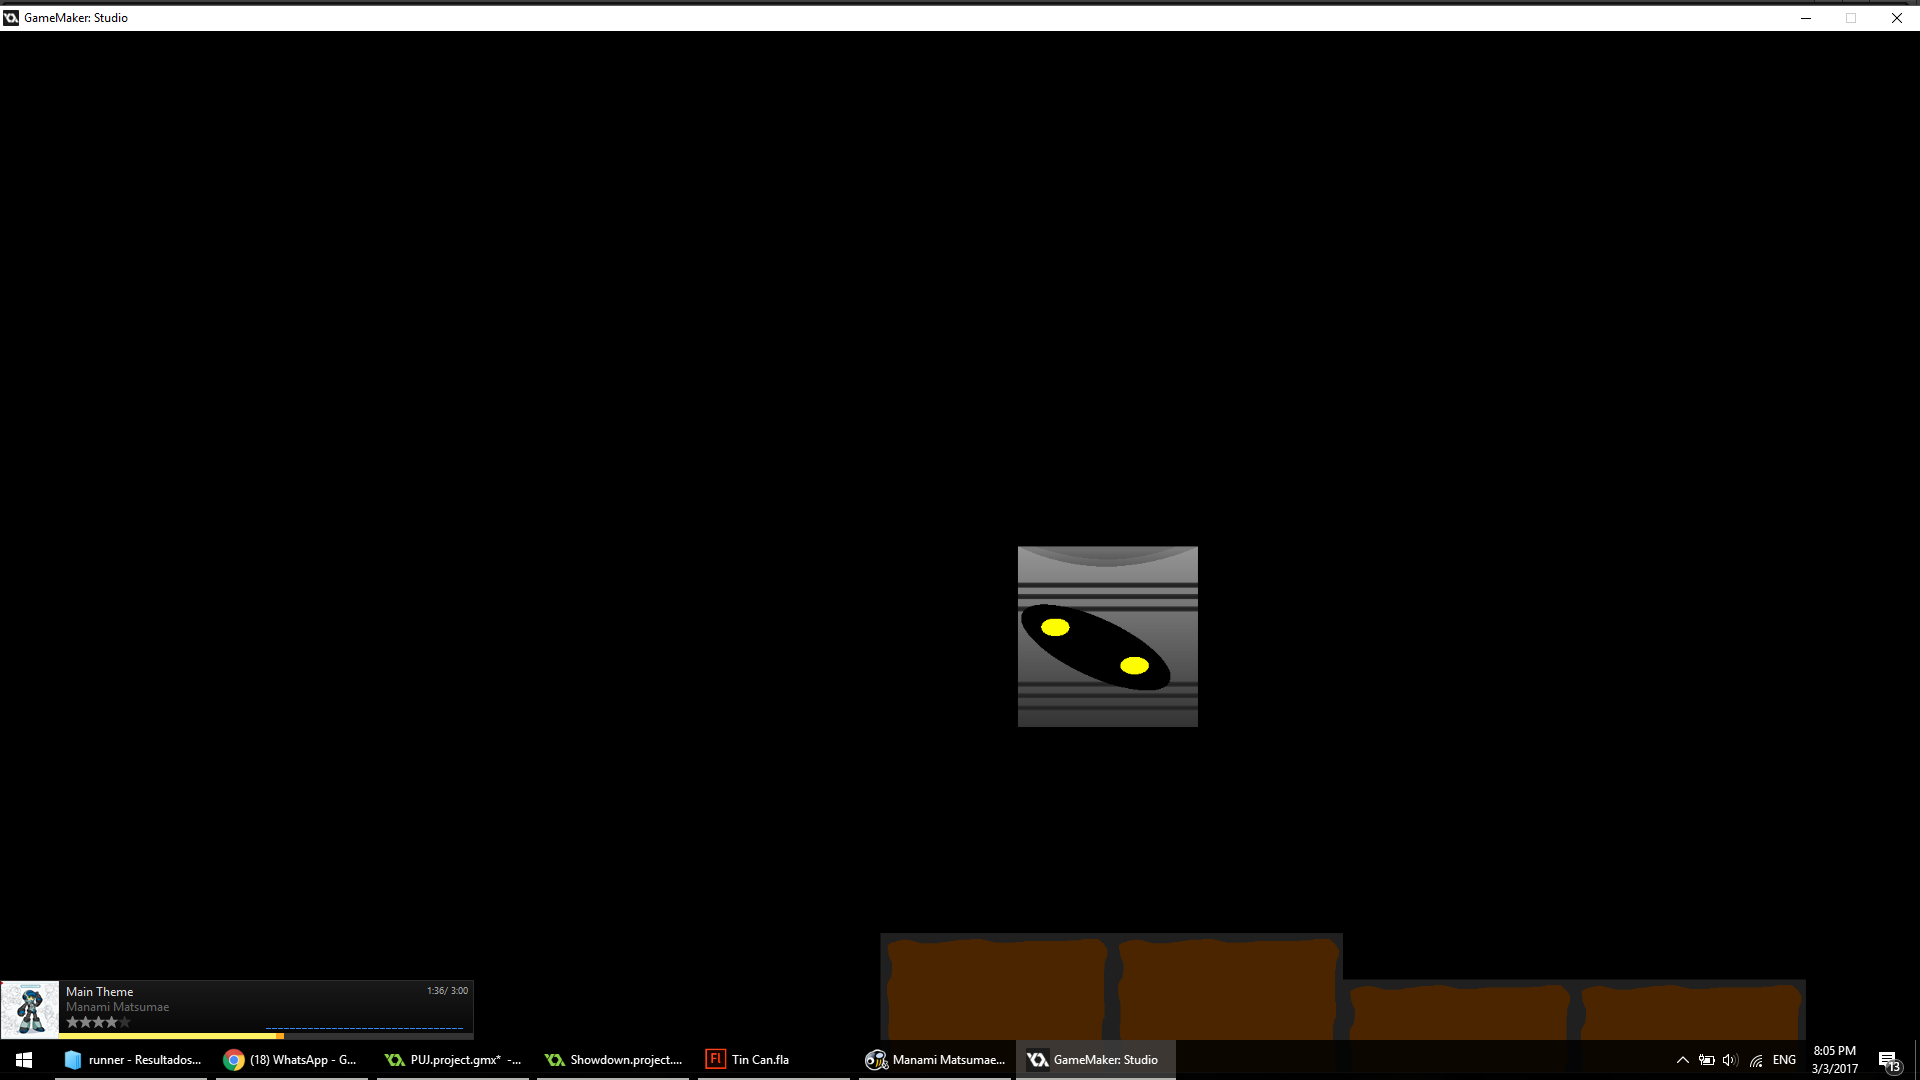 GameMaker: Studio
Main Theme
1:36/ 3:00
Manami Matsumae
runner - Resultados...
(18) WhatsApp - G...
PUJ.project.gmx* -...
Showdown.project....
Fl
Tin Can.fla
Manami Matsumae...
GameMaker: Studio
ENG
8:05 PM
3/3/2017
13